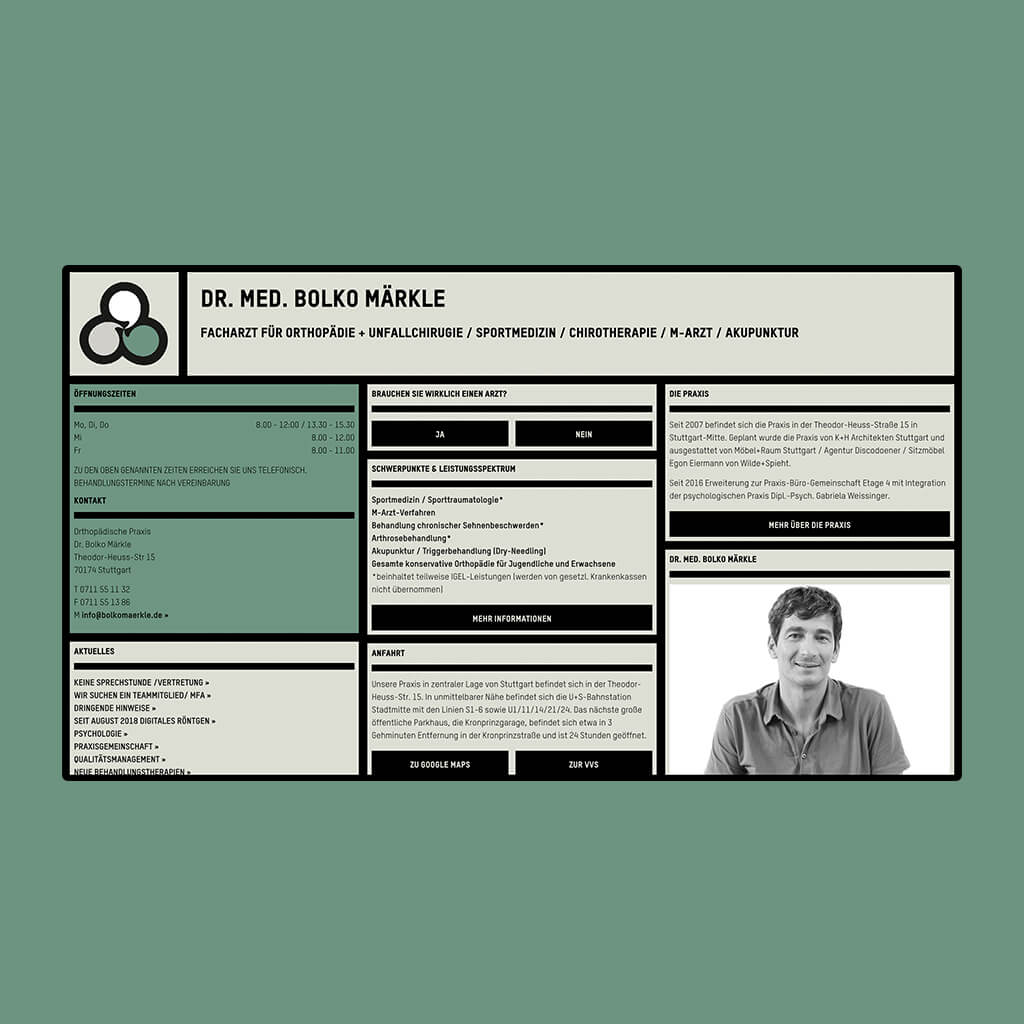 DR. MED. BOLKO MÄRKLE
FACHARZT FÜR ORTHOPÄDIE + UNFALLCHIRUGIE / SPORTMEDIZIN / CHIROTHERAPIE / M-ARZT / AKUPUNKTUR
ÖFFNUNGSZEITEN
Mo, Di, Do 8.00 - 12:00 / 13.30 - 15.30
Mi 8.00 - 12.00
Fr 8.00 - 11.00
ZU DEN OBEN GENANNTEN ZEITEN ERREICHEN SIE UNS TELEFONISCH.
BEHANDLUNGSTERMINE NACH VEREINBARUNG
KONTAKT
Orthopädische Praxis
Dr. Bolko Märkle
Theodor-Heuss-Str 15
70174 Stuttgart
T 0711 55 11 32
F 0711 55 13 86
M info@bolkomaerkle.de »
AKTUELLES
KEINE SPRECHSTUNDE /VERTRETUNG »
WIR SUCHEN EIN TEAMMITGLIED/ MFA »
DRINGENDE HINWEISE »
SEIT AUGUST 2018 DIGITALES RÖNTGEN »
PSYCHOLOGIE »
PRAXISGEMEINSCHAFT »
QUALITÄTSMANAGEMENT »
NEUE BEHANDLUNGSTHERAPIEN »
BRAUCHEN SIE WIRKLICH EINEN ARZT?
JA NEIN
SCHWERPUNKTE & LEISTUNGSSPEKTRUM
Sportmedizin / Sporttraumatologie*
M-Arzt-Verfahren
Behandlung chronischer Sehnenbeschwerden*
Arthrosebehandlung*
Akupunktur / Triggerbehandlung (Dry-Needling)
Gesamte konservative Orthopädie für Jugendliche und Erwachsene
*beinhaltet teilweise IGEL-Leistungen (werden von gesetzl. Krankenkassen
nicht übernommen)
MEHR INFORMATIONEN
ANFAHRT
Unsere Praxis in zentraler Lage von Stuttgart befindet sich in der Theodor-
Heuss-Str. 15. In unmittelbarer Nähe befindet sich die U+S-Bahnstation
Stadtmitte mit den Linien S1-6 sowie U1/11/14/21/24. Das nächste große
öffentliche Parkhaus, die Kronprinzgarage, befindet sich etwa in 3
Gehminuten Entfernung in der Kronprinzstraße und ist 24 Stunden geöffnet.
ZU GOOGLE MAPS ZUR VVS
DIE PRAXIS
Seit 2007 befindet sich die Praxis in der Theodor-Heuss-Straße 15 in
Stuttgart-Mitte. Geplant wurde die Praxis von K+H Architekten Stuttgart und
ausgestattet von Möbel+Raum Stuttgart / Agentur Discodoener / Sitzmöbel
Egon Eiermann von Wilde+Spieht.
Seit 2016 Erweiterung zur Praxis-Büro-Gemeinschaft Etage 4 mit Integration
der psychologischen Praxis Dipl.-Psych. Gabriela Weissinger.
MEHR ÜBER DIE PRAXIS
DR. MED. BOLKO MÄRKLE